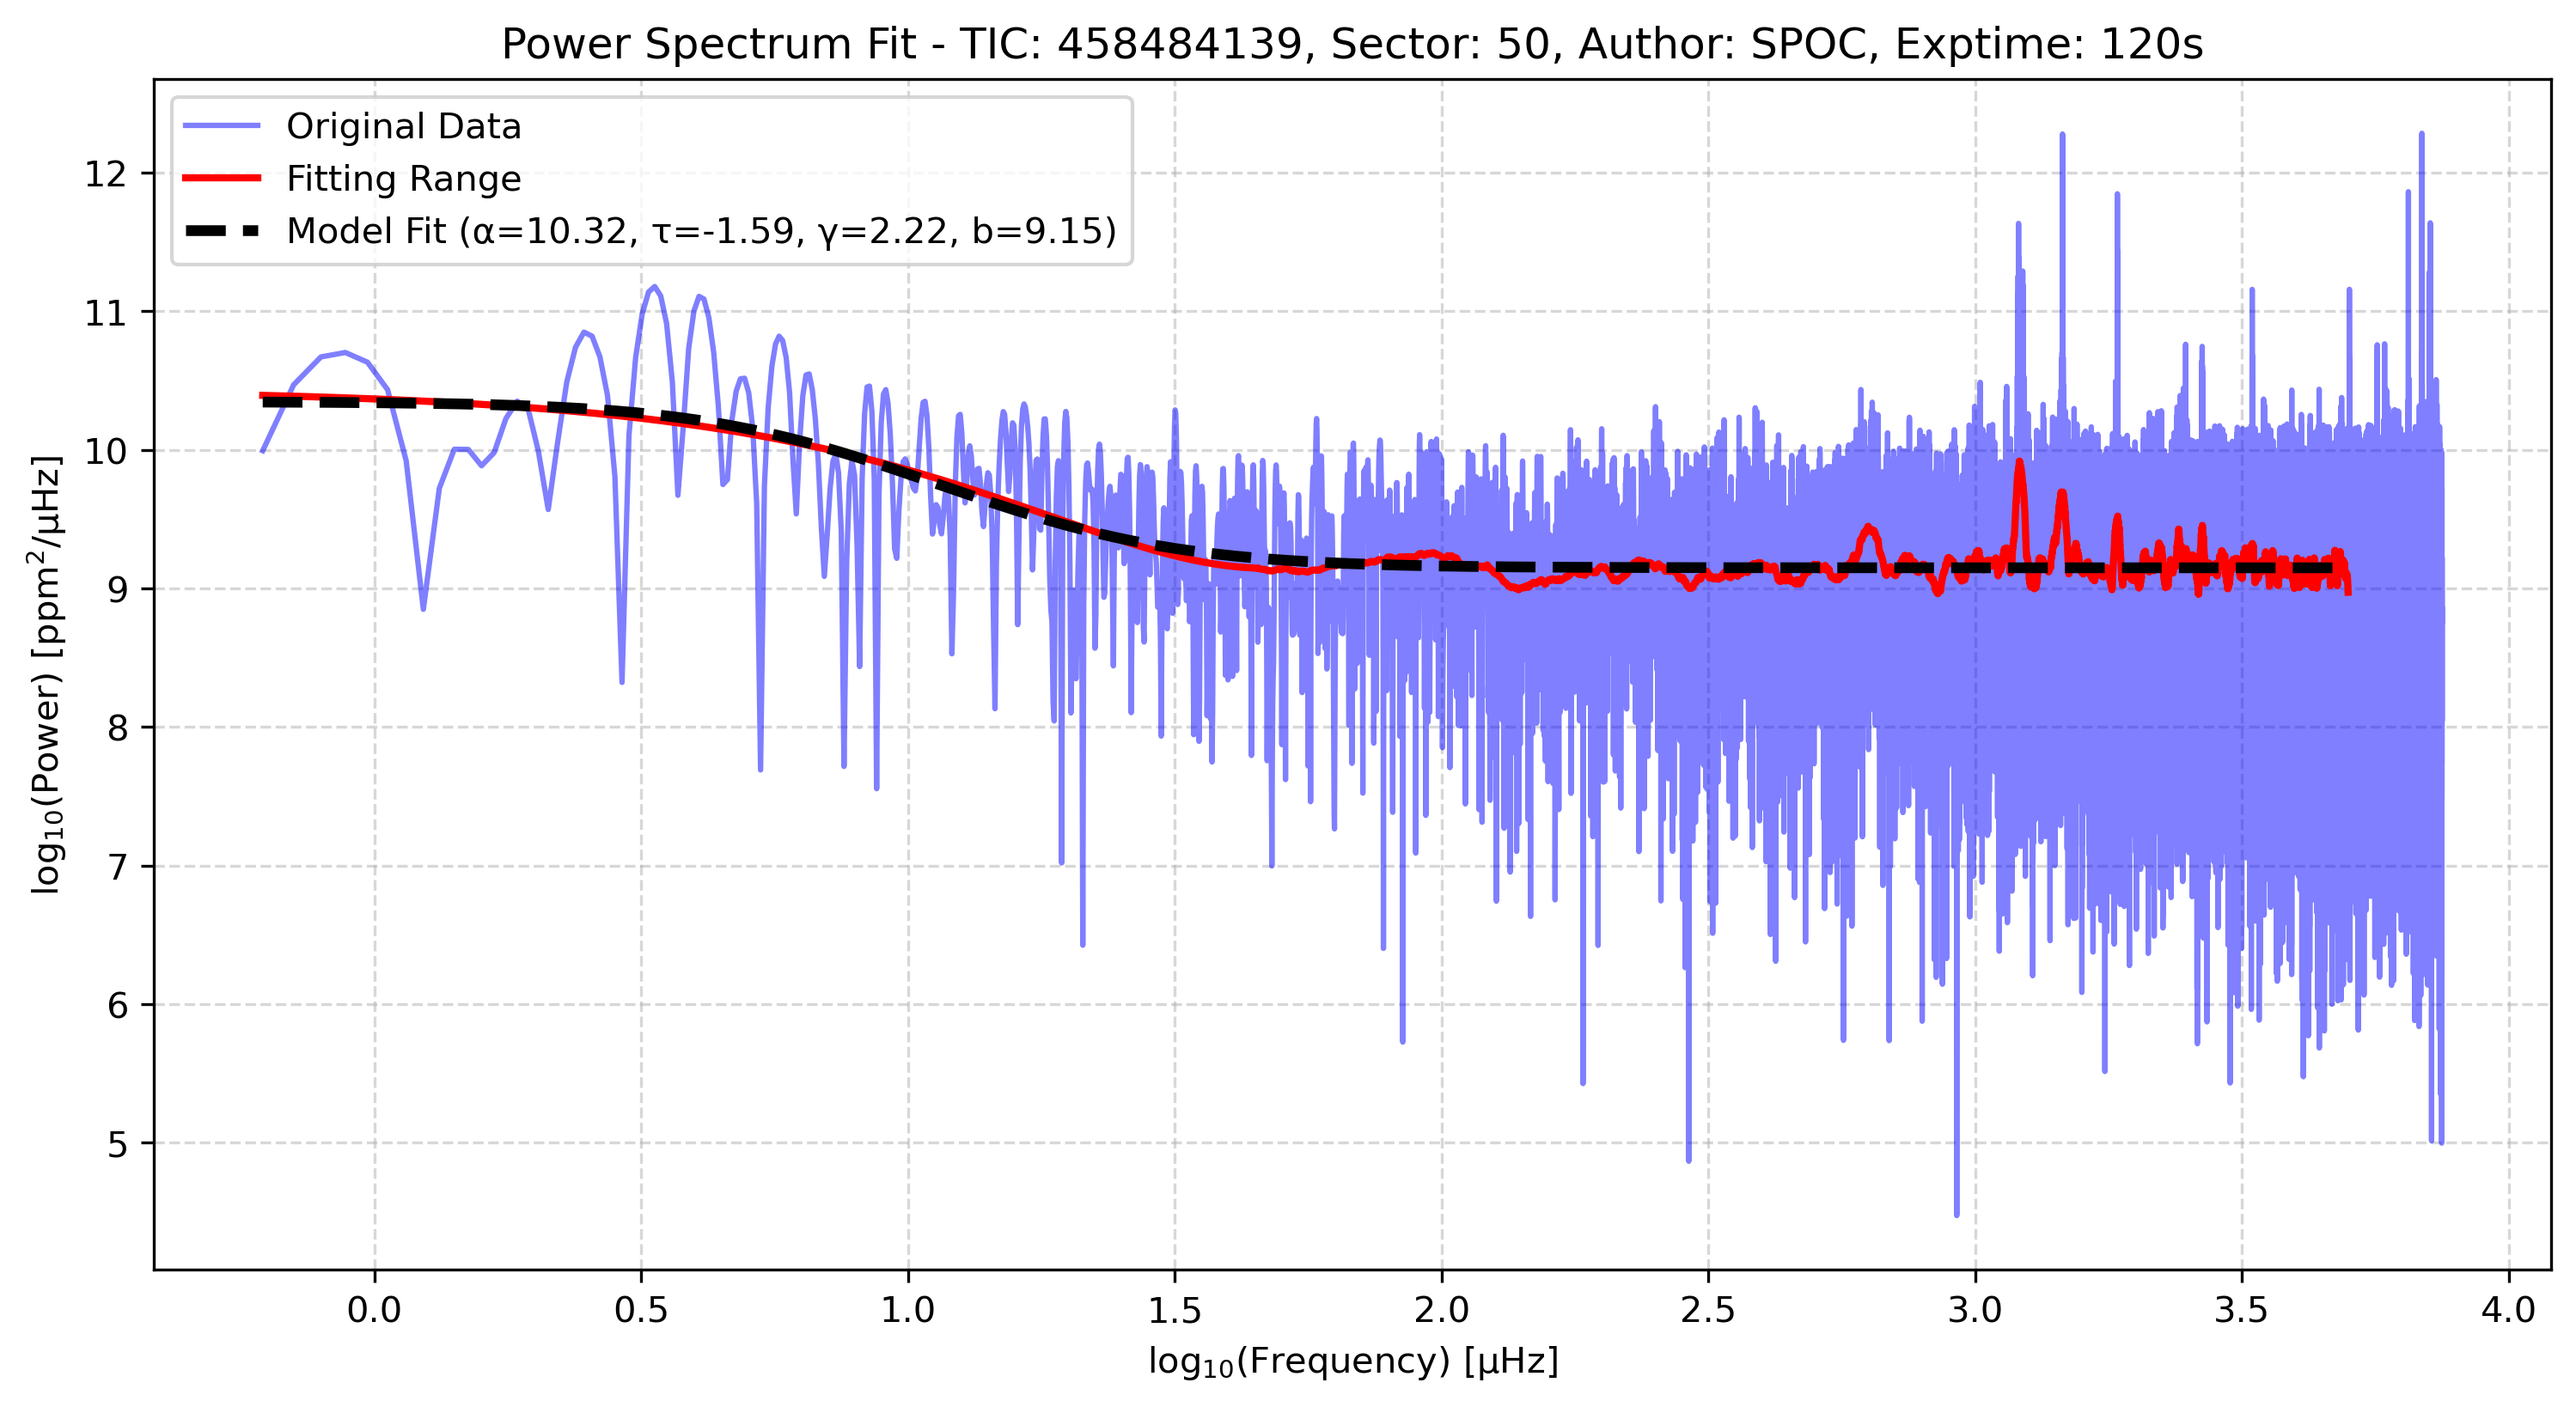 Power Spectrum Fit - TIC: 458484139, Sector: 50, Author: SPOC, Exptime: 120s
Original Data
Fitting Range
Model Fit (α=10.32, τ=-1.59, γ=2.22, b=9.15)
log₁₀(Power) [ppm²/μHz]
12
11
10
9
8
7
6
5
0.0 0.5 1.0 1.5 2.0 2.5 3.0 3.5 4.0
log₁₀(Frequency) [μHz]